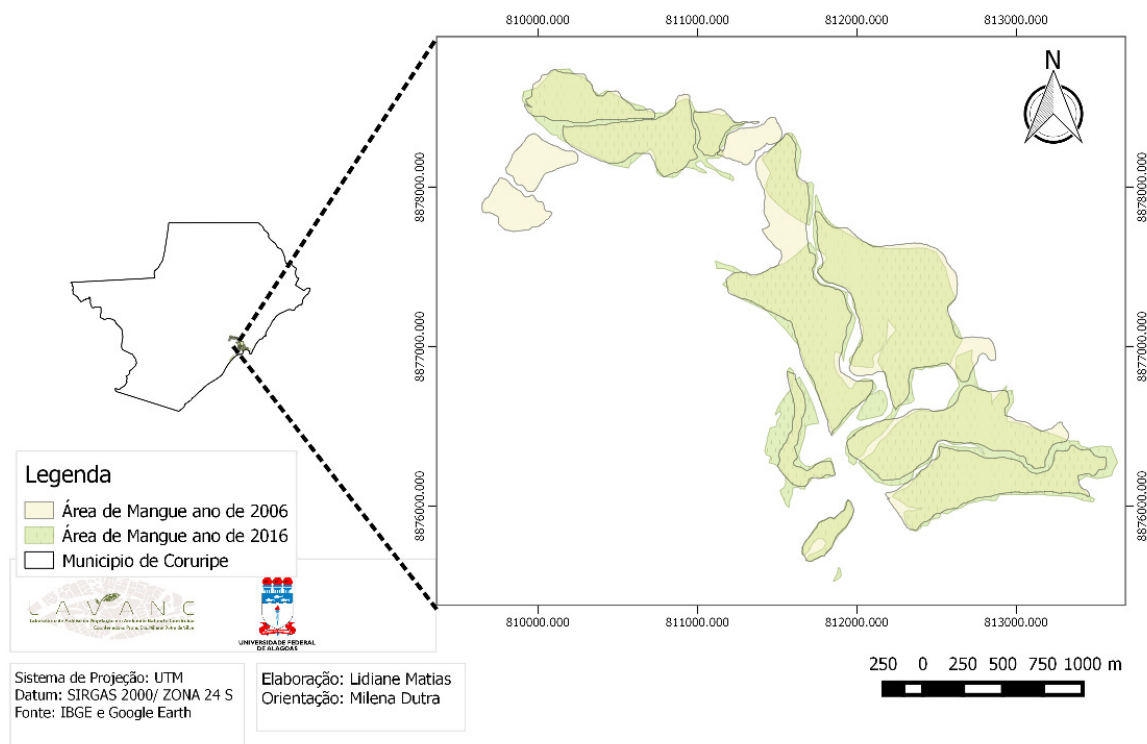 810000.000 811000.000 812000.000 813000.000
N
8878000.000
8878000.000
8877000.000
8877000.000
8876000.000
8876000.000
Legenda
Área de Mangue ano de 2006
Área de Mangue ano de 2016
Municipio de Coruripe
LAVANC
UNIVERSIDADE FEDERAL
DE ALAGOAS
810000.000 811000.000 812000.000 813000.000
250 0 250 500 750 1000 m
Sistema de Projeção: UTM
Datum: SIRGAS 2000/ ZONA 24 S
Fonte: IBGE e Google Earth
Elaboração: Lidiane Matias
Orientação: Milena Dutra